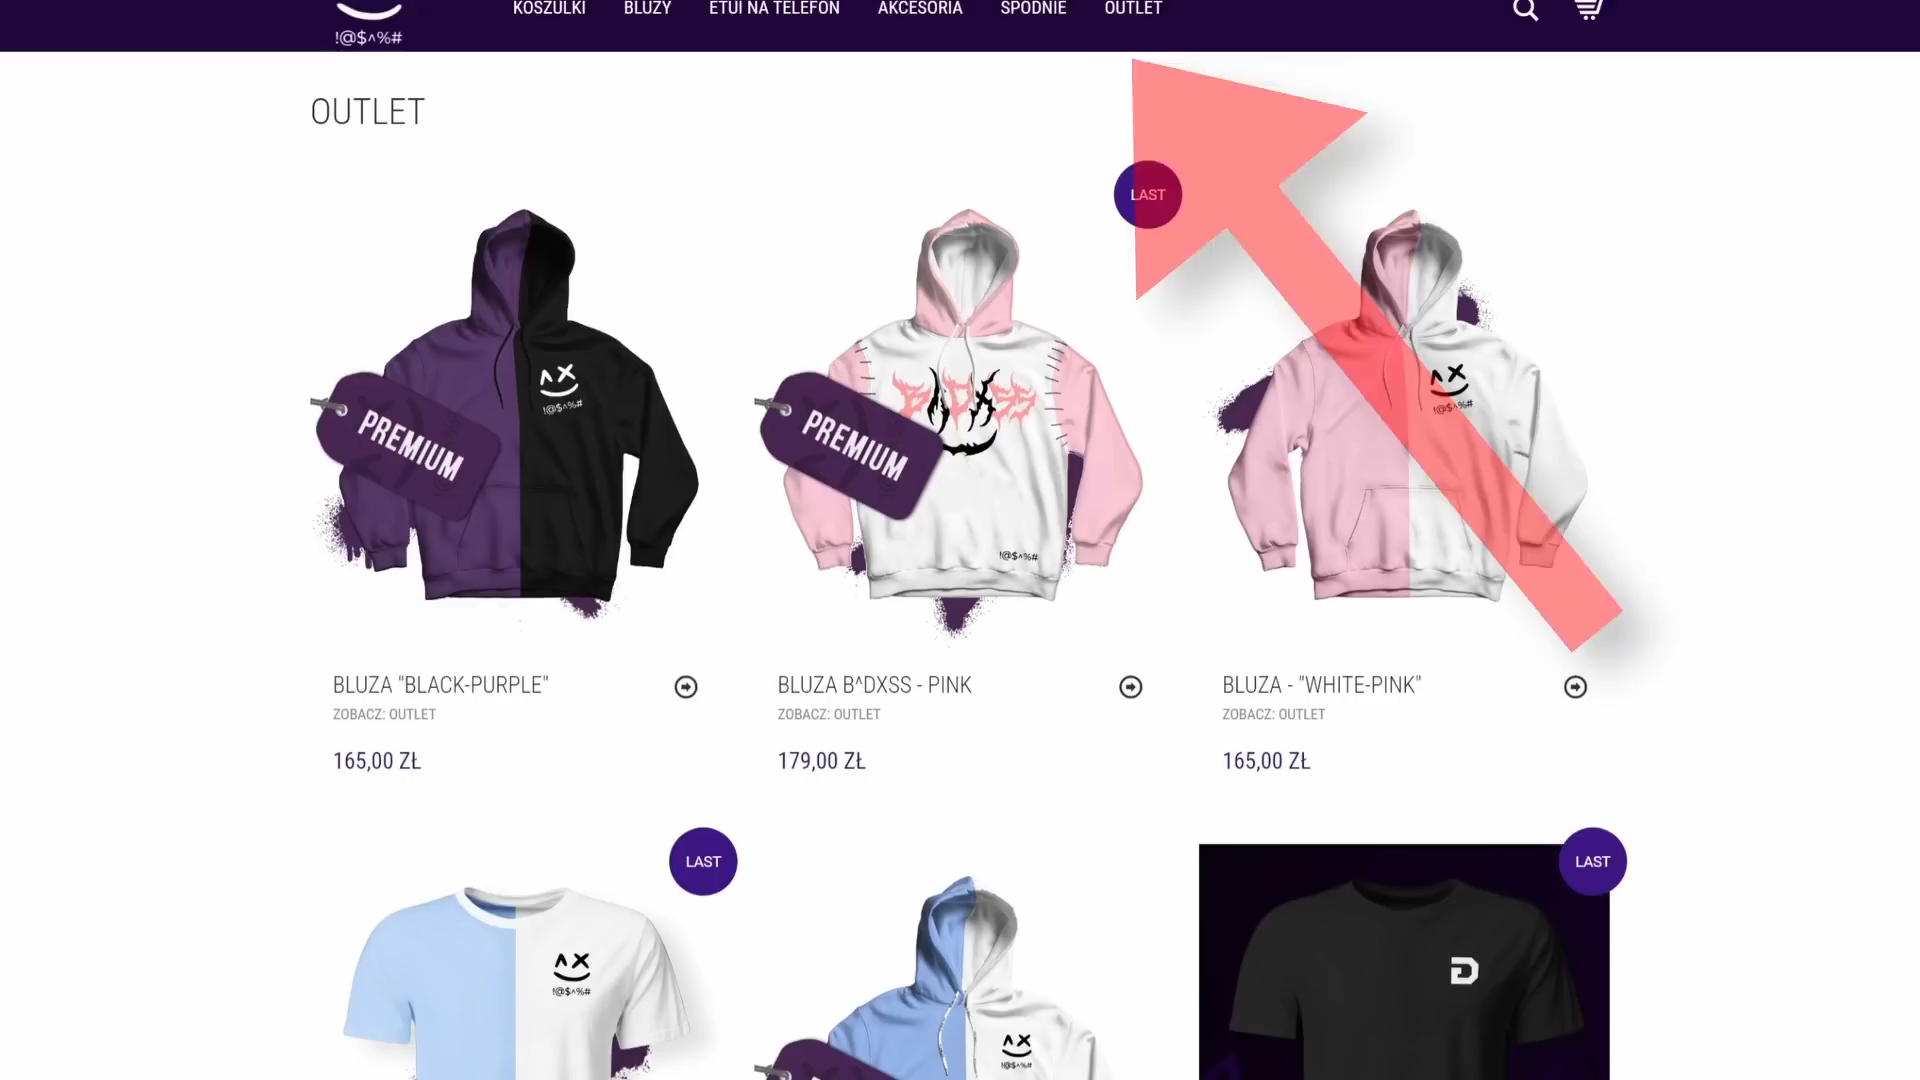 KOSZULKI BLUZY ETUI NA TELEFON AKCESORIA SPODNIE OUTLET
!@$^%#
OUTLET
LAST
PREMIUM
!@$^%#
PREMIUM
B^DXSS
!@$^%#
!@$^%#
BLUZA "BLACK-PURPLE"
ZOBACZ: OUTLET
165,00 ZŁ
BLUZA B^DXSS - PINK
ZOBACZ: OUTLET
179,00 ZŁ
BLUZA - "WHITE-PINK"
ZOBACZ: OUTLET
165,00 ZŁ
LAST
LAST
!@$^%#
!@$^%#